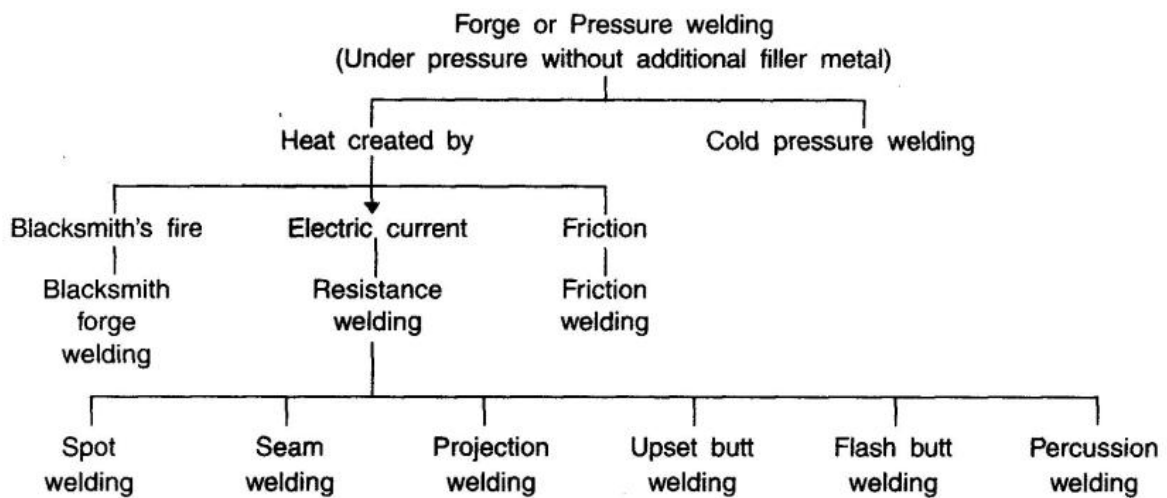 Forge or Pressure welding
(Under pressure without additional filler metal)
Heat created by
Cold pressure welding
Blacksmith's fire
Electric current
Friction
Blacksmith
forge
welding
Resistance
welding
Friction
welding
Spot
welding
Seam
welding
Projection
welding
Upset butt
welding
Flash butt
welding
Percussion
welding